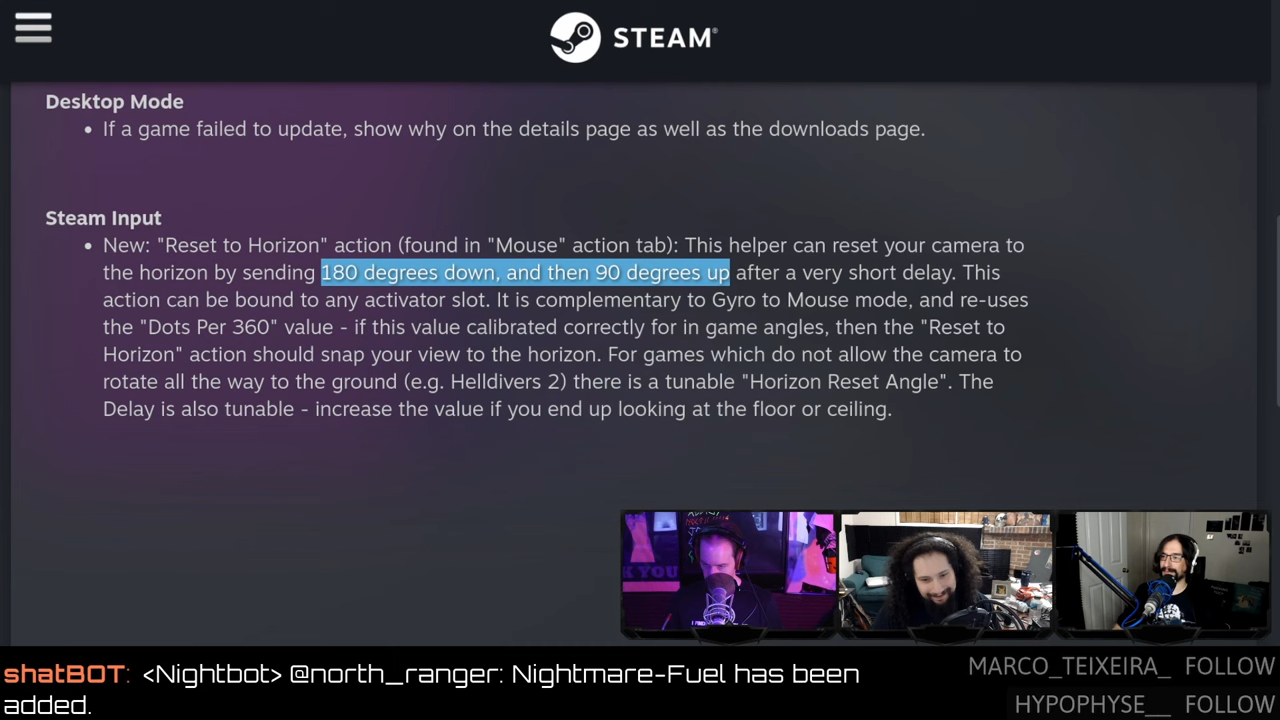 STEAM®
Desktop Mode
• If a game failed to update, show why on the details page as well as the downloads page.
Steam Input
• New: "Reset to Horizon" action (found in "Mouse" action tab): This helper can reset your camera to
the horizon by sending 180 degrees down, and then 90 degrees up after a very short delay. This
action can be bound to any activator slot. It is complementary to Gyro to Mouse mode, and re-uses
the "Dots Per 360" value - if this value calibrated correctly for in game angles, then the "Reset to
Horizon" action should snap your view to the horizon. For games which do not allow the camera to
rotate all the way to the ground (e.g. Helldivers 2) there is a tunable "Horizon Reset Angle". The
Delay is also tunable - increase the value if you end up looking at the floor or ceiling.
K YOU
shatBOT: <Nightbot> @north_ranger: Nightmare-Fuel has been
added.
MARCO_TEIXEIRA_ FOLLOW
HYPOPHYSE__ FOLLOW